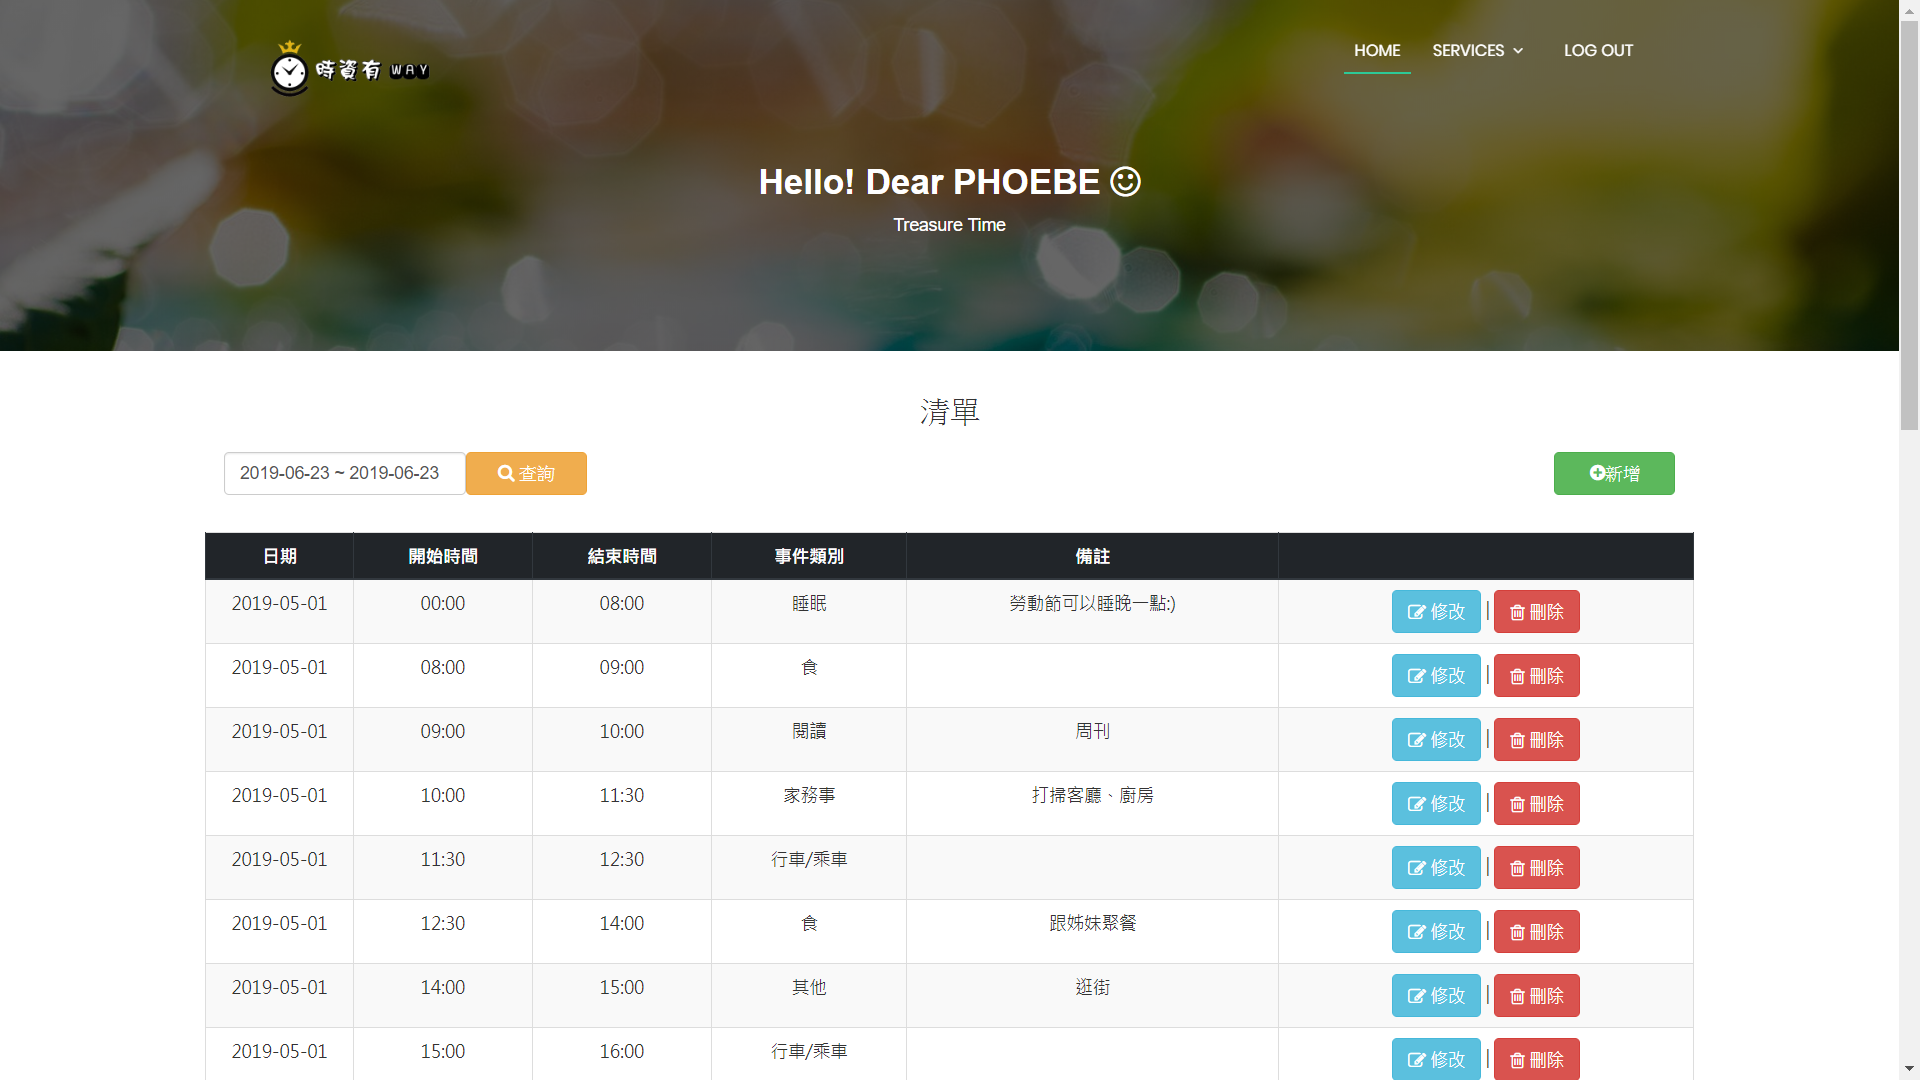 時資有 WAY
HOME SERVICES LOG OUT
Hello! Dear PHOEBE
Treasure Time
清單
2019-06-23 ~ 2019-06-23 查詢 新增
日期 開始時間 結束時間 事件類別 備註
2019-05-01 00:00 08:00 睡眠 勞動節可以睡晚一點:) 修改 | 刪除
2019-05-01 08:00 09:00 食 修改 | 刪除
2019-05-01 09:00 10:00 閱讀 周刊 修改 | 刪除
2019-05-01 10:00 11:30 家務事 打掃客廳、廚房 修改 | 刪除
2019-05-01 11:30 12:30 行車/乘車 修改 | 刪除
2019-05-01 12:30 14:00 食 跟姊妹聚餐 修改 | 刪除
2019-05-01 14:00 15:00 其他 逛街 修改 | 刪除
2019-05-01 15:00 16:00 行車/乘車 修改 | 刪除